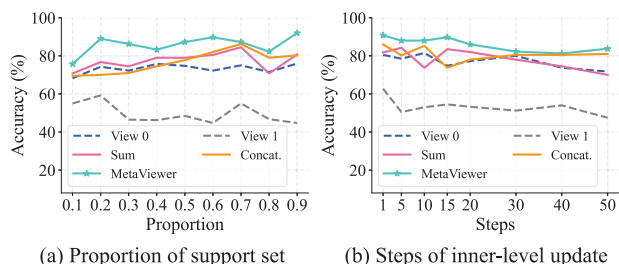 100
80
60
40
20
Accuracy (%)
View 0
View 1
Sum
Concat.
MetaViewer
0.1 0.2 0.3 0.4 0.5 0.6 0.7 0.8 0.9
Proportion
(a) Proportion of support set
100
80
60
40
20
Accuracy (%)
View 0
View 1
Sum
Concat.
MetaViewer
1 5 10 15 20 30 40 50
Steps
(b) Steps of inner-level update